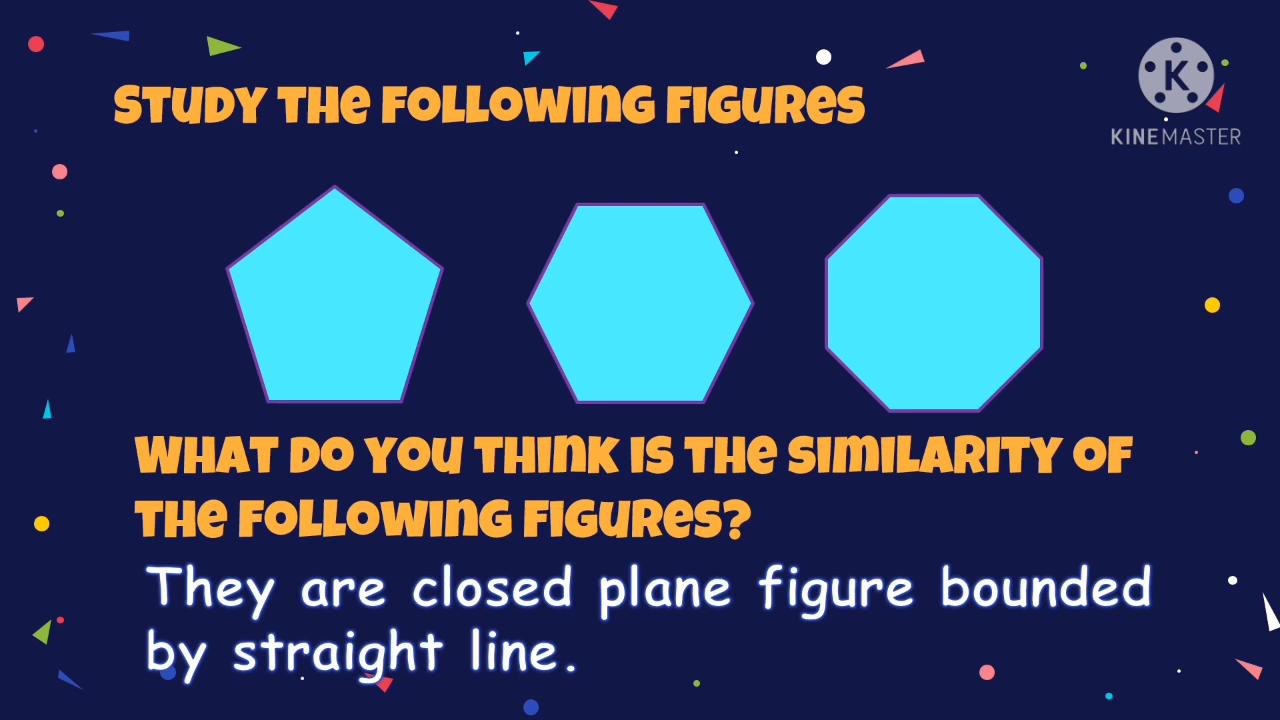 STUDY THE FOLLOWING FIGURES
K
KINEMASTER
WHAT DO YOU THINK IS THE SIMILARITY OF
THE FOLLOWING FIGURES?
They are closed plane figure bounded
by straight line.